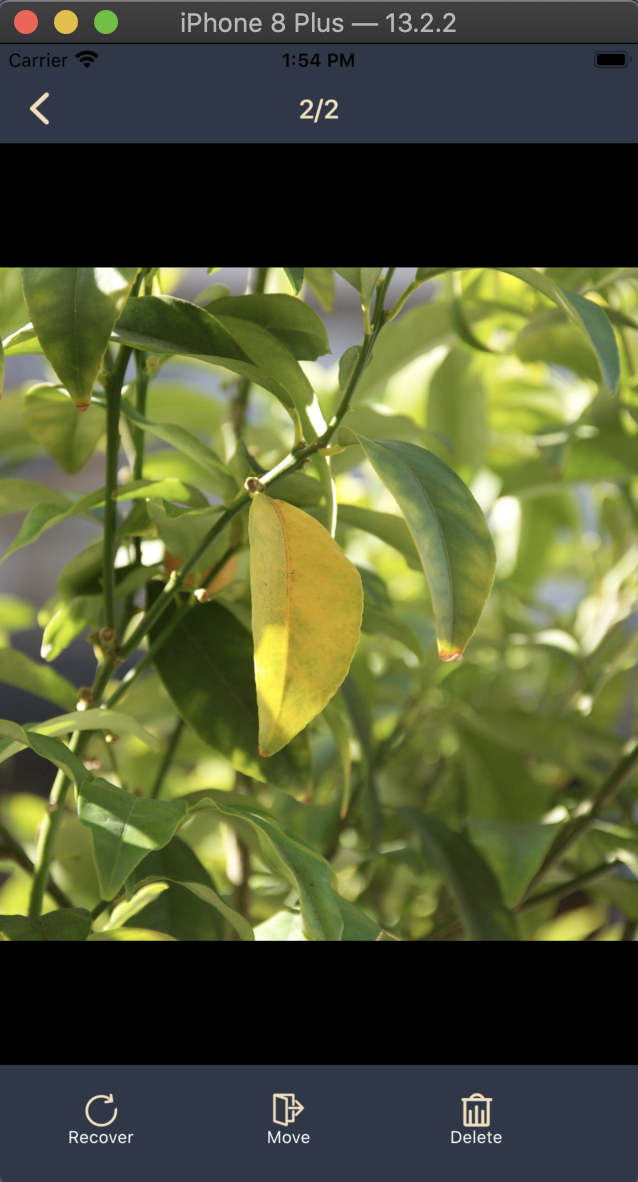 iPhone 8 Plus — 13.2.2
Carrier 1:54 PM
2/2
Recover Move Delete